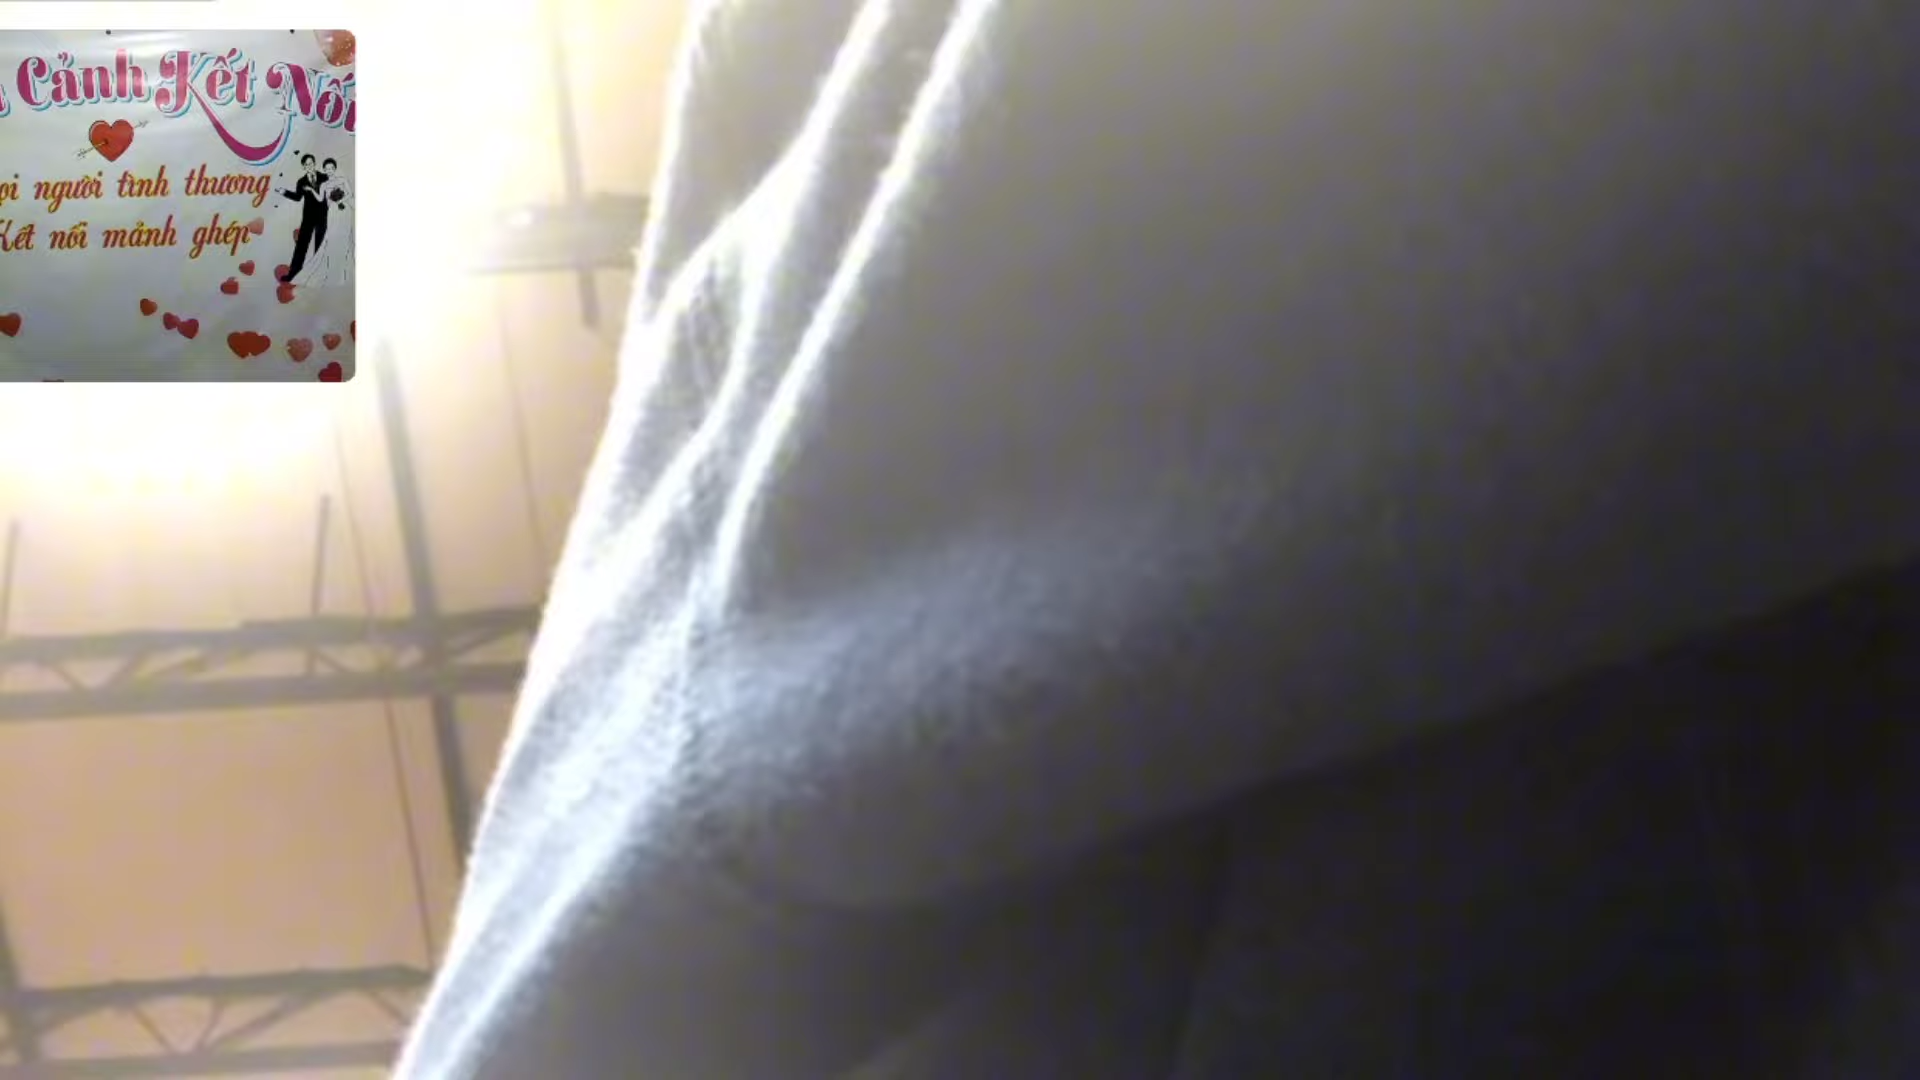 Cảnh Kết Nối
người tình thương
Kết nối mảnh ghép